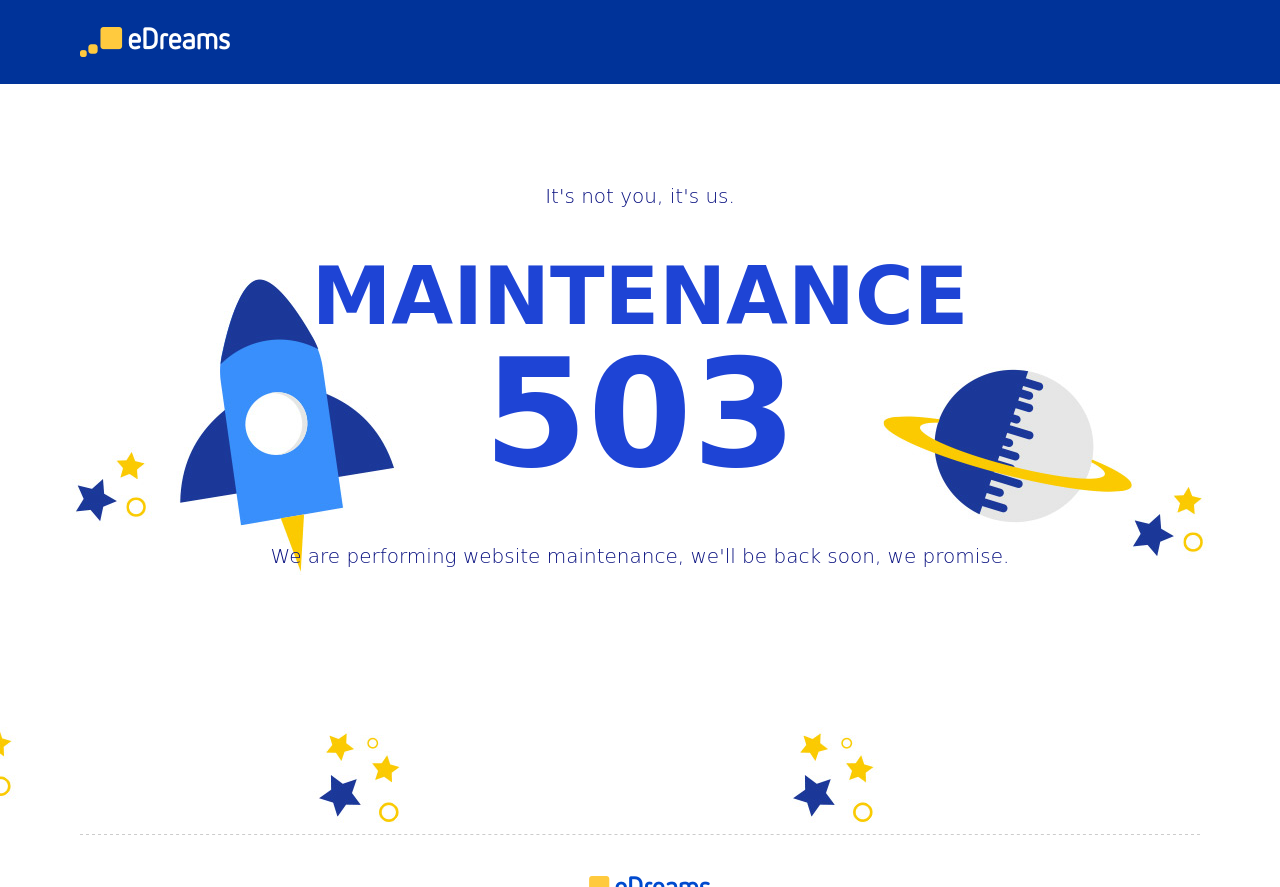 eDreams
It's not you, it's us.
MAINTENANCE
503
We are performing website maintenance, we'll be back soon, we promise.
eDreams